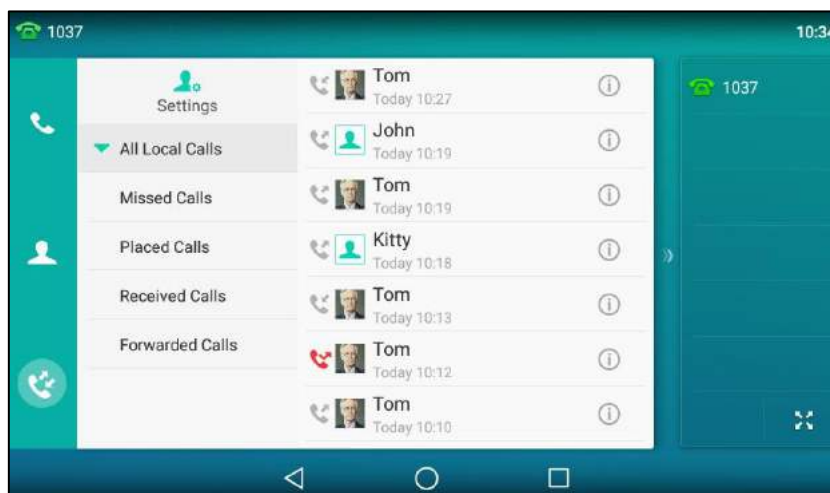 1037
10:34
Settings
All Local Calls
Missed Calls
Placed Calls
Received Calls
Forwarded Calls
Tom
Today 10:27
John
Today 10:19
Tom
Today 10:19
Kitty
Today 10:18
Tom
Today 10:13
Tom
Today 10:12
Tom
Today 10:10
1037